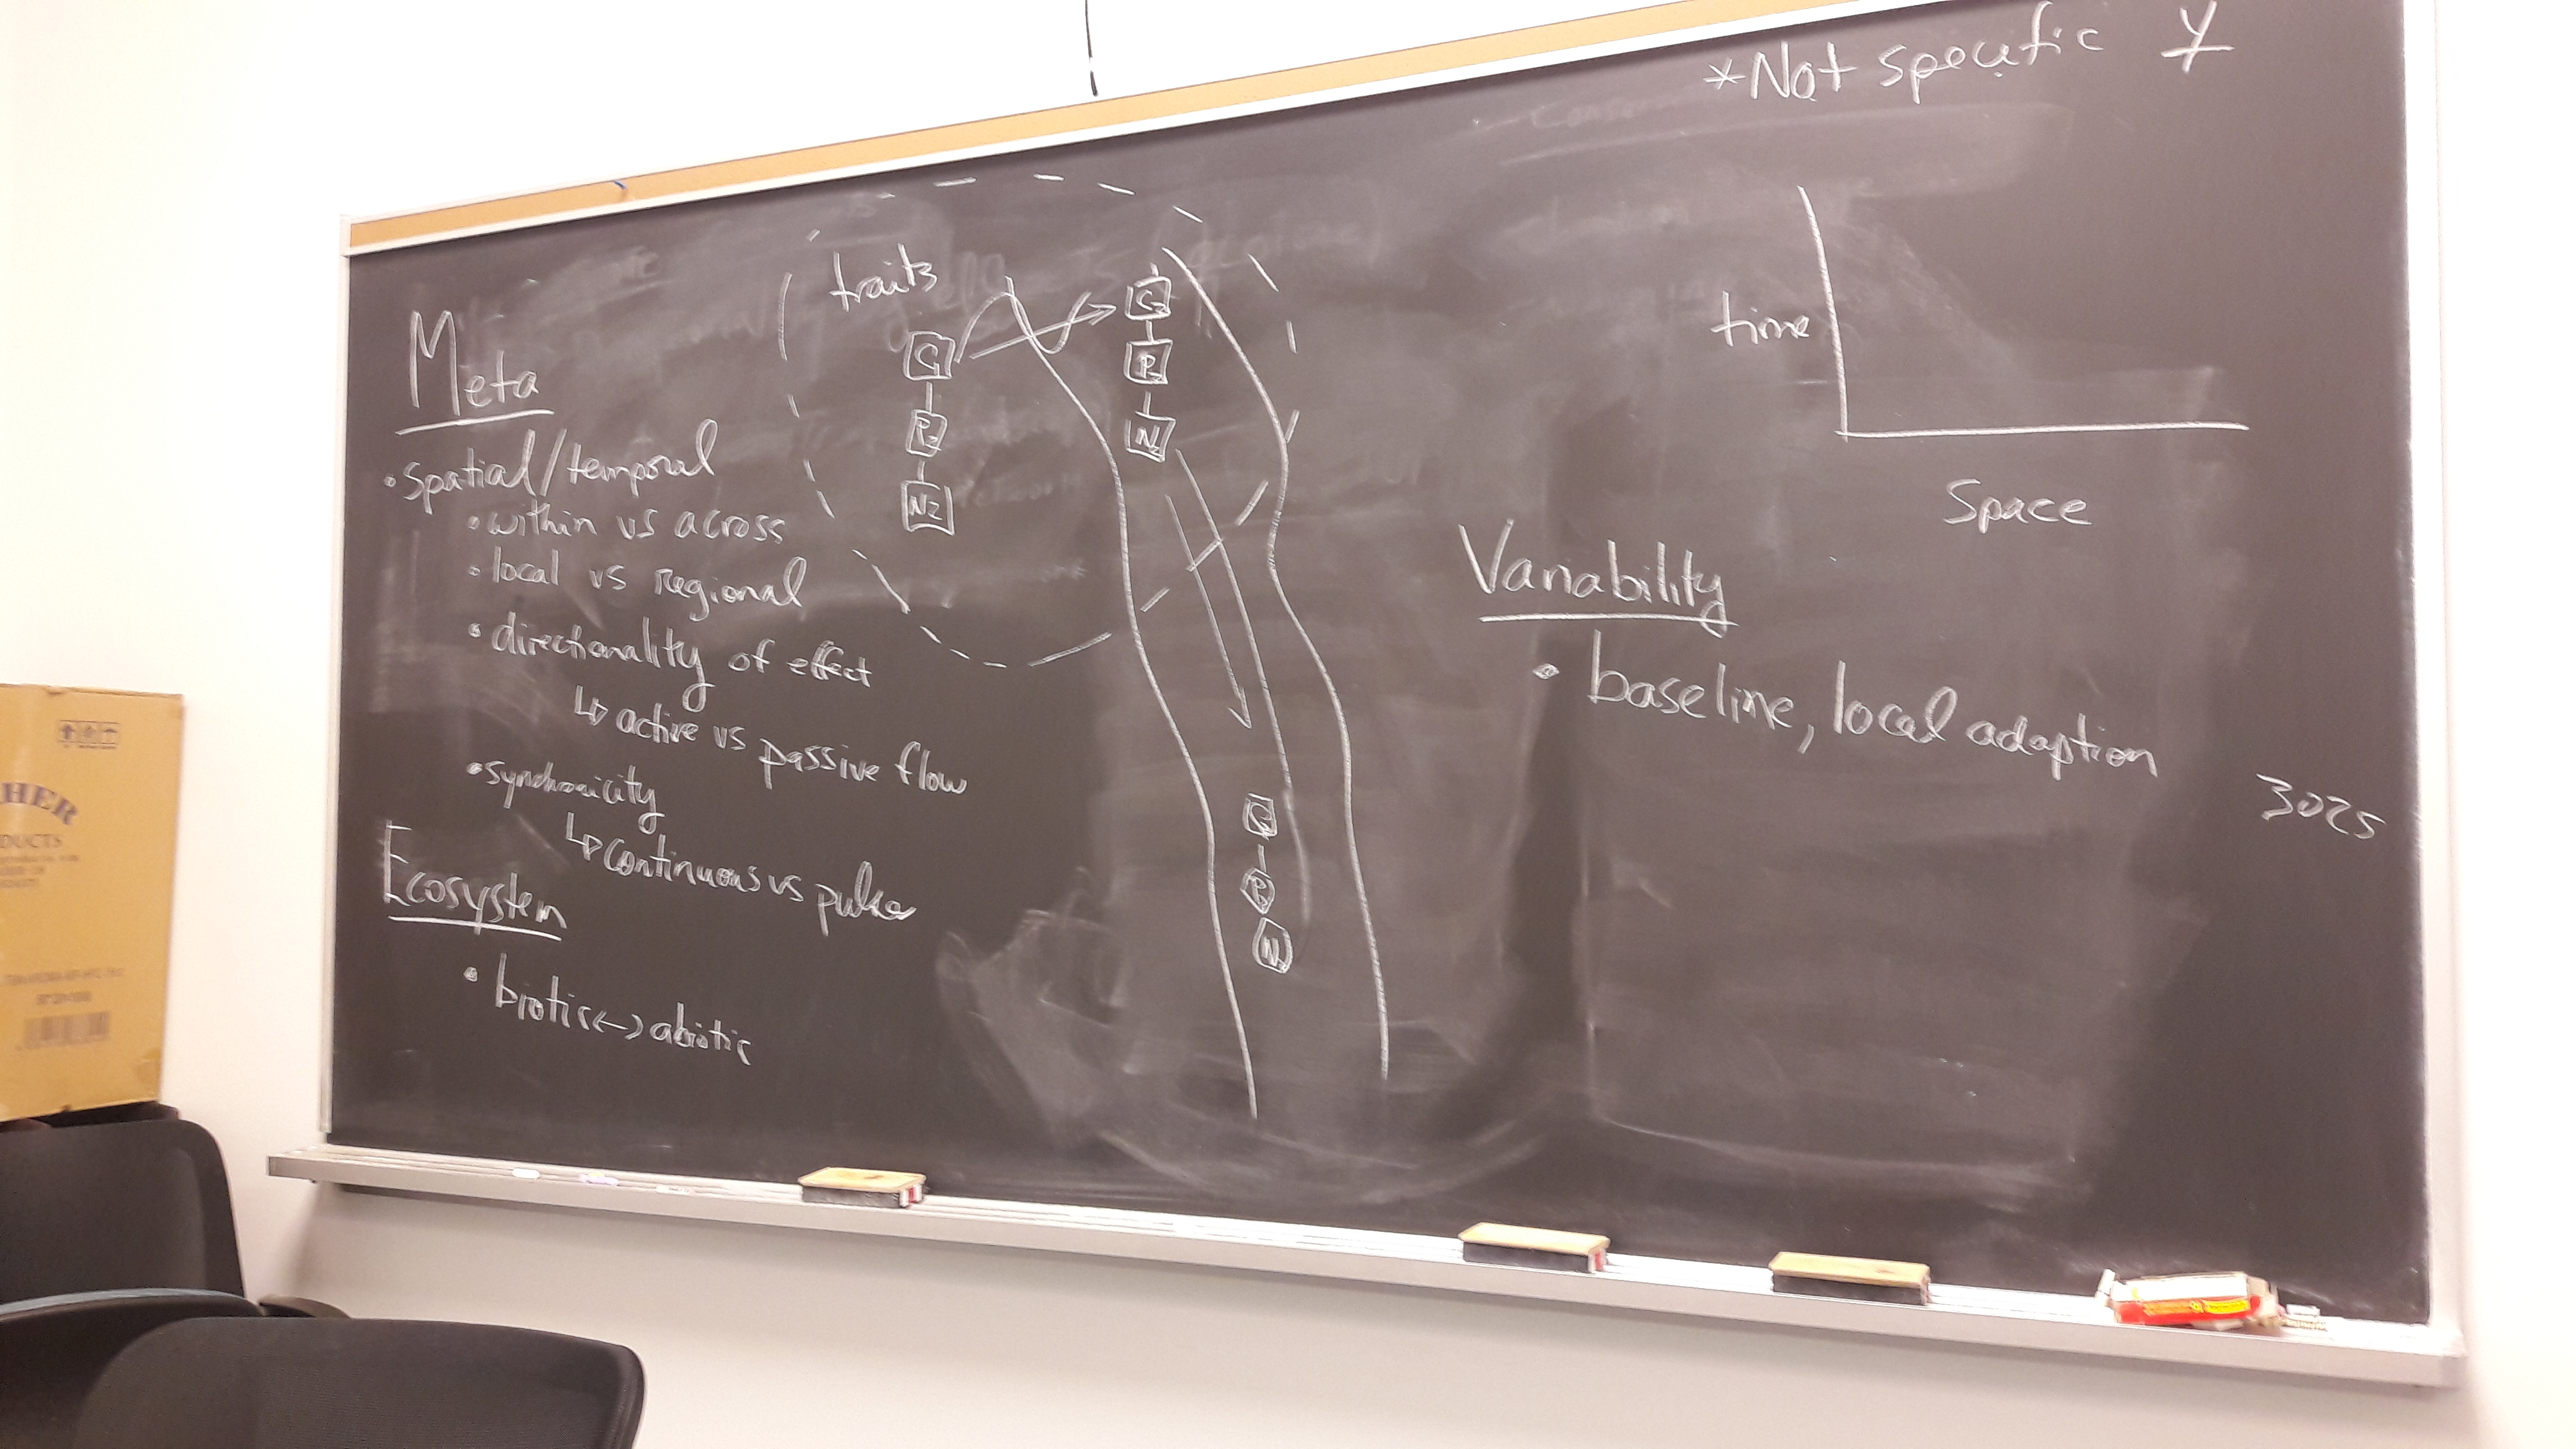 *Not specific Y
Meta
• Spatial/temporal
• within vs across
• local vs regional
• directionality of effect
↳ active vs passive flow
• synchronicity
↳ continuous vs pulse
Ecosystem
• biotic ↔ abiotic
traits
C
P
N
C
P
N
C
P
N
time
Space
Variability
• baseline, local adaption
3025
HER
DUCTS